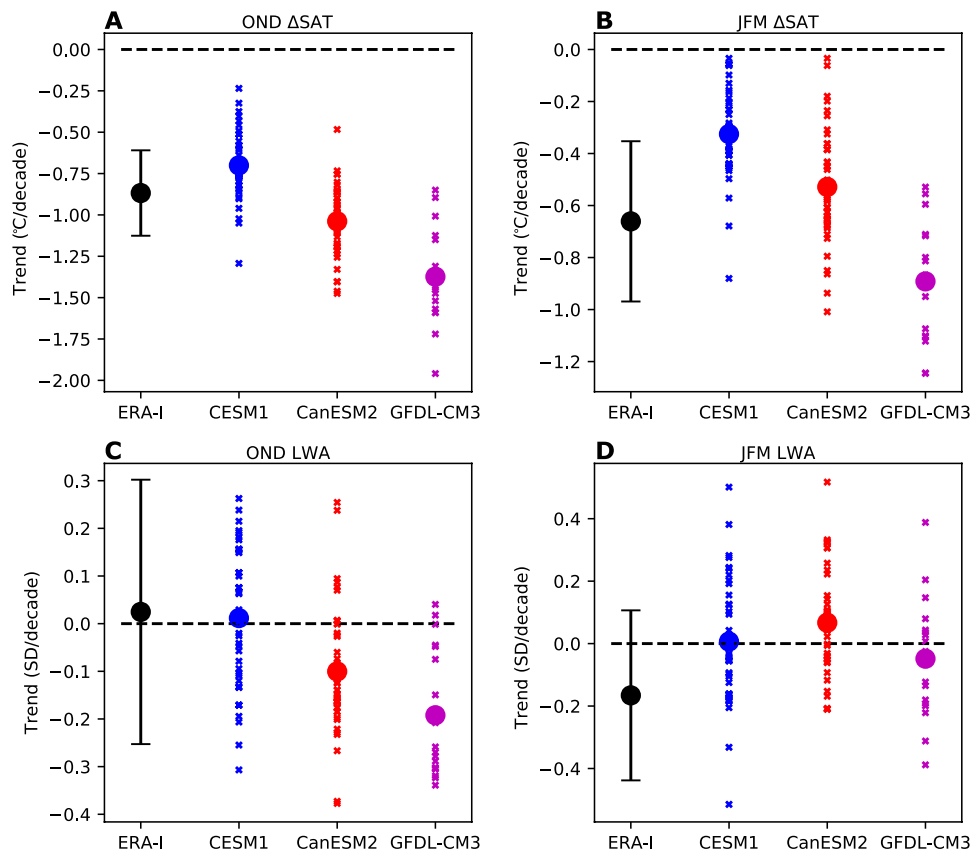 A OND ΔSAT
0.00
−0.25
−0.50
−0.75
−1.00
−1.25
−1.50
−1.75
−2.00
Trend (°C/decade)
ERA-I CESM1 CanESM2 GFDL-CM3
B JFM ΔSAT
0.0
−0.2
−0.4
−0.6
−0.8
−1.0
−1.2
Trend (°C/decade)
ERA-I CESM1 CanESM2 GFDL-CM3
C OND LWA
0.3
0.2
0.1
0.0
−0.1
−0.2
−0.3
−0.4
Trend (SD/decade)
ERA-I CESM1 CanESM2 GFDL-CM3
D JFM LWA
0.4
0.2
0.0
−0.2
−0.4
Trend (SD/decade)
ERA-I CESM1 CanESM2 GFDL-CM3